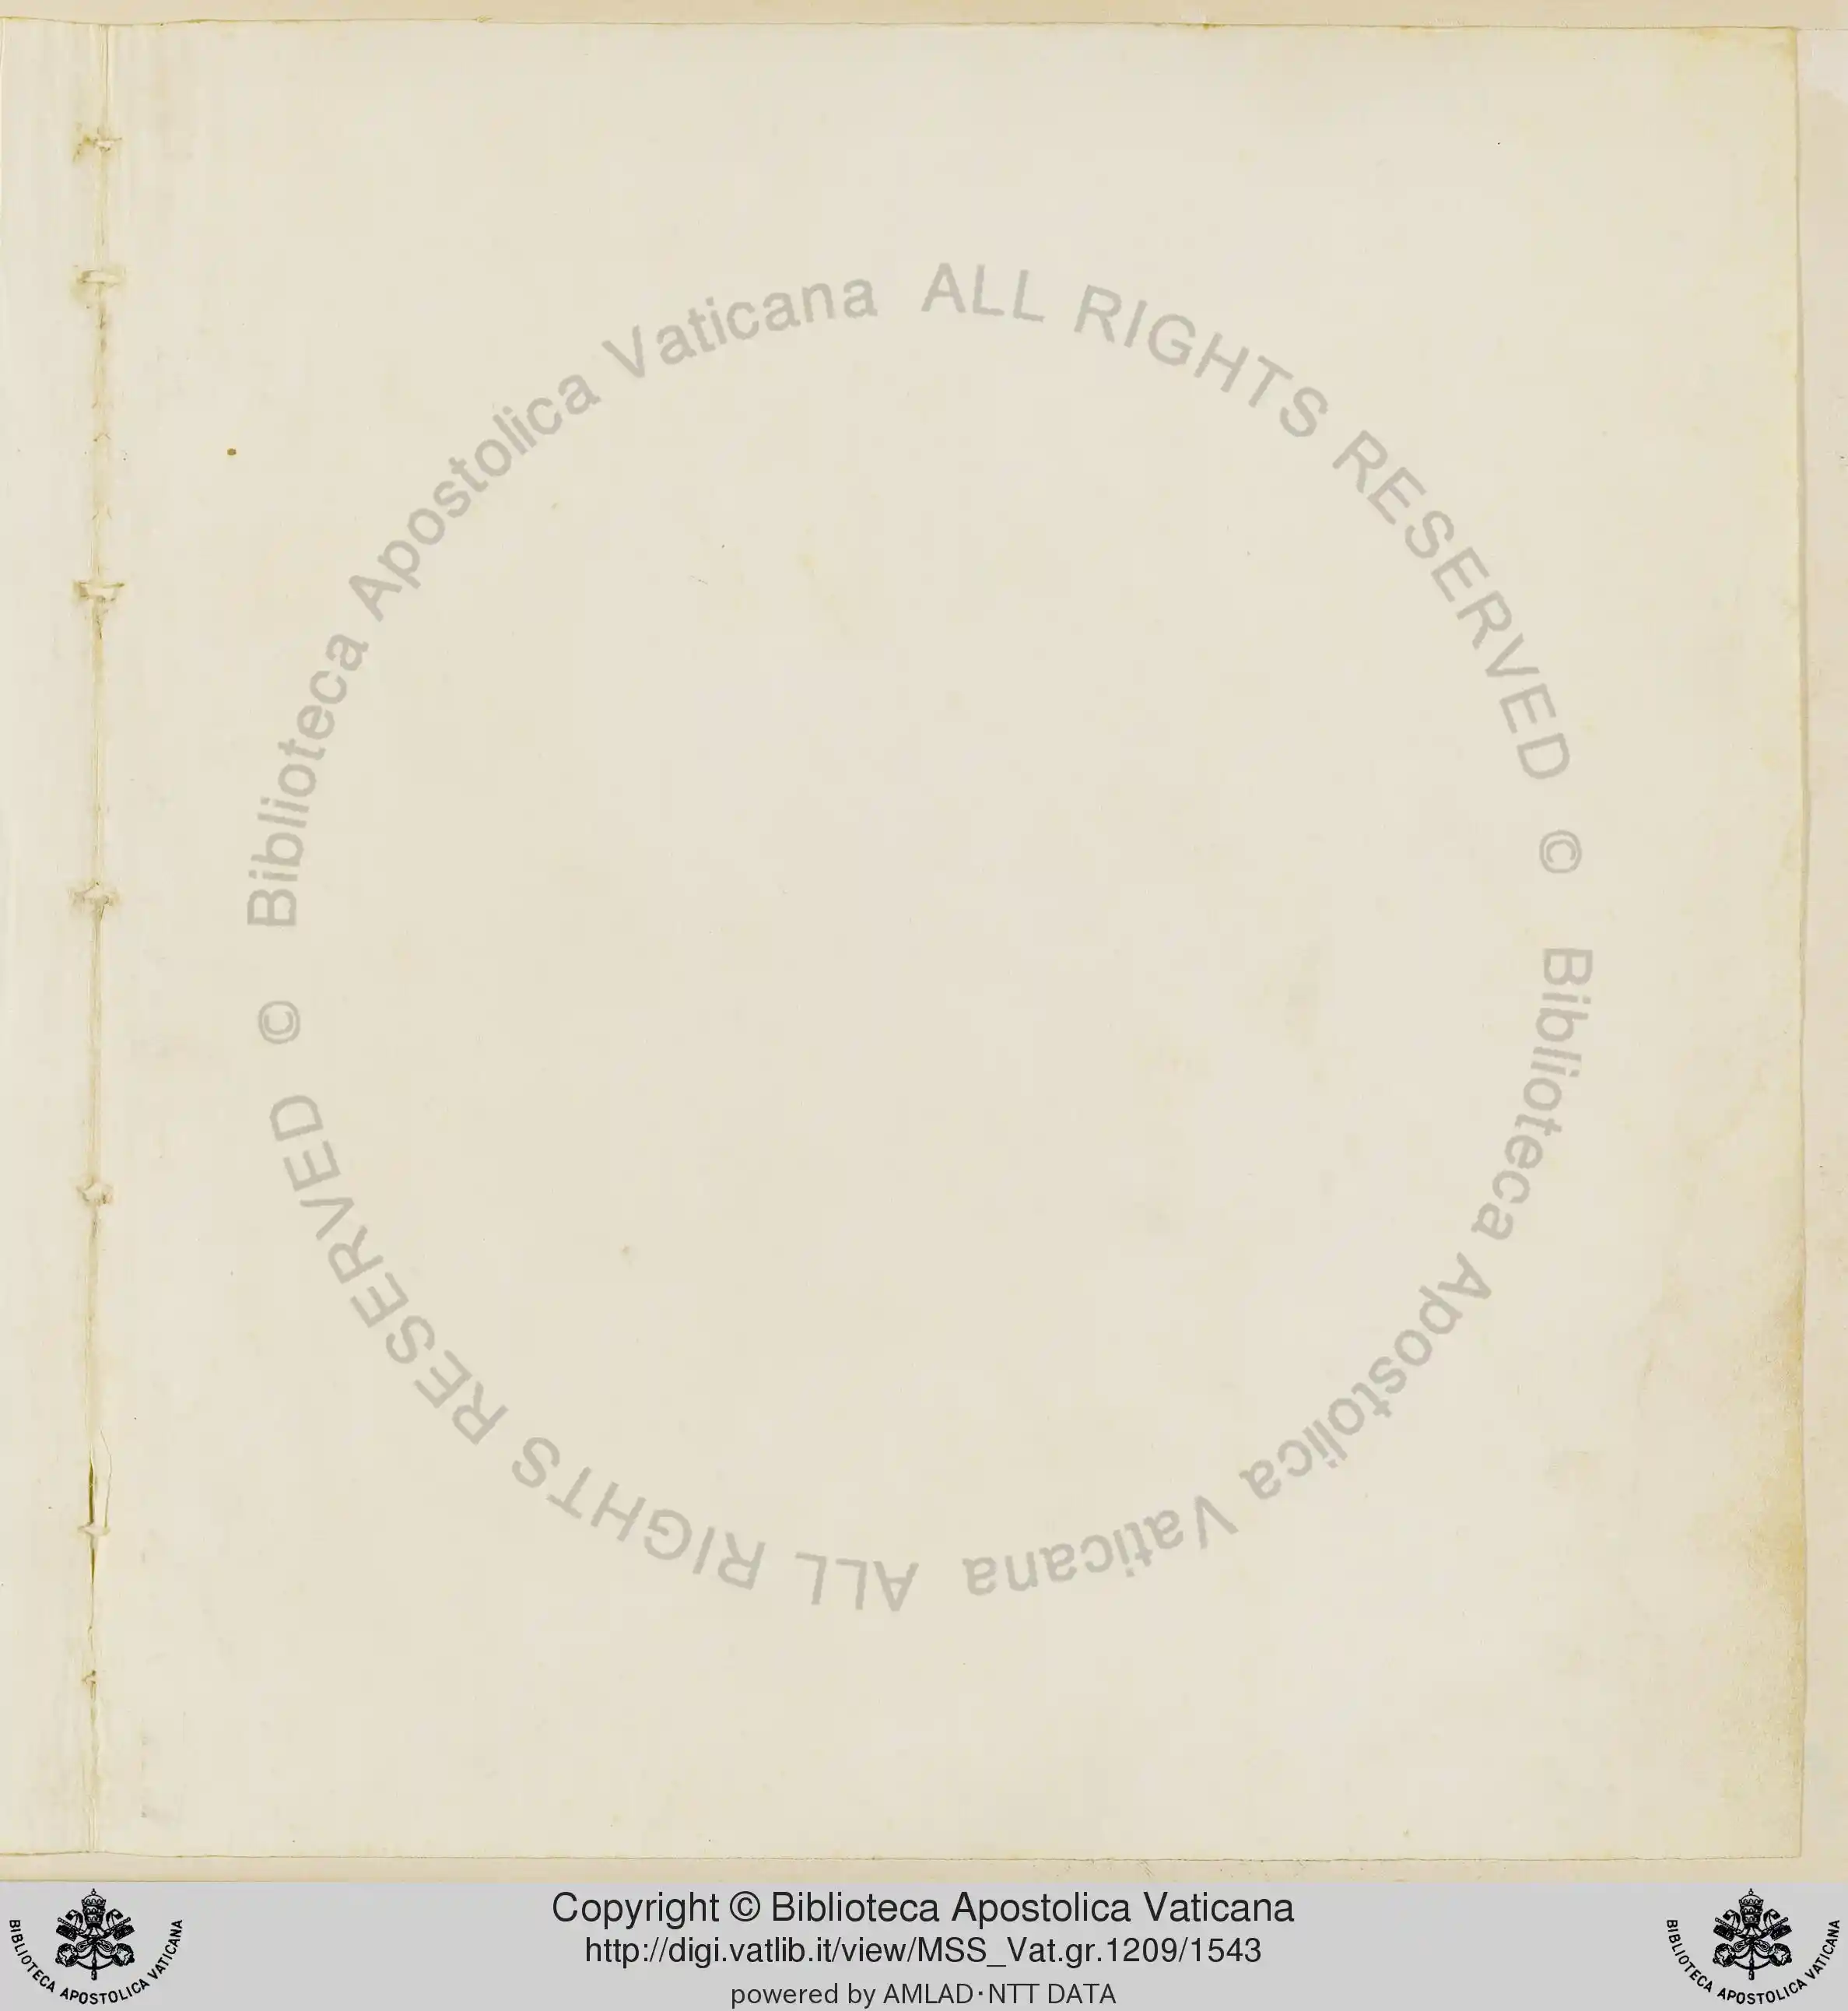 © Biblioteca Apostolica Vaticana ALL RIGHTS RESERVED
© Biblioteca Apostolica Vaticana ALL RIGHTS RESERVED
Copyright © Biblioteca Apostolica Vaticana
http://digi.vatlib.it/view/MSS_Vat.gr.1209/1543
powered by AMLAD·NTT DATA
BIBLIOTECA APOSTOLICA VATICANA
BIBLIOTECA APOSTOLICA VATICANA